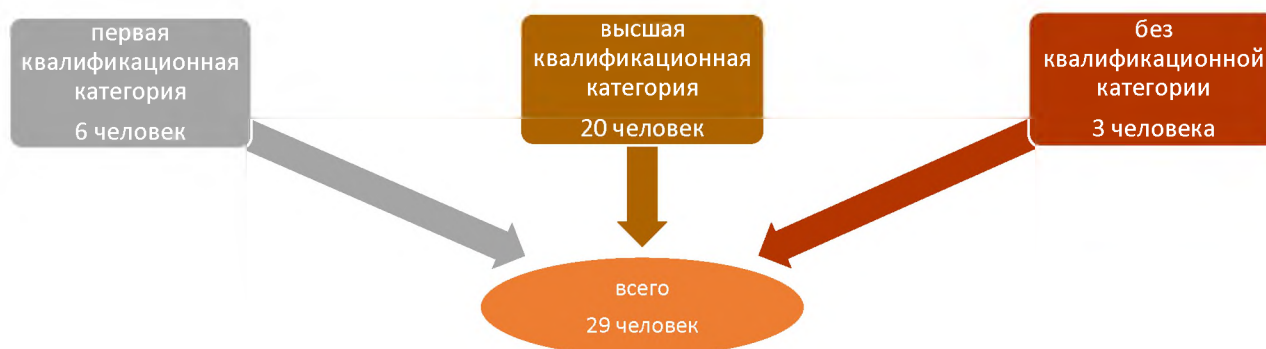 первая
квалификационная
категория
6 человек
высшая
квалификационная
категория
20 человек
без
квалификационной
категории
3 человека
всего
29 человек